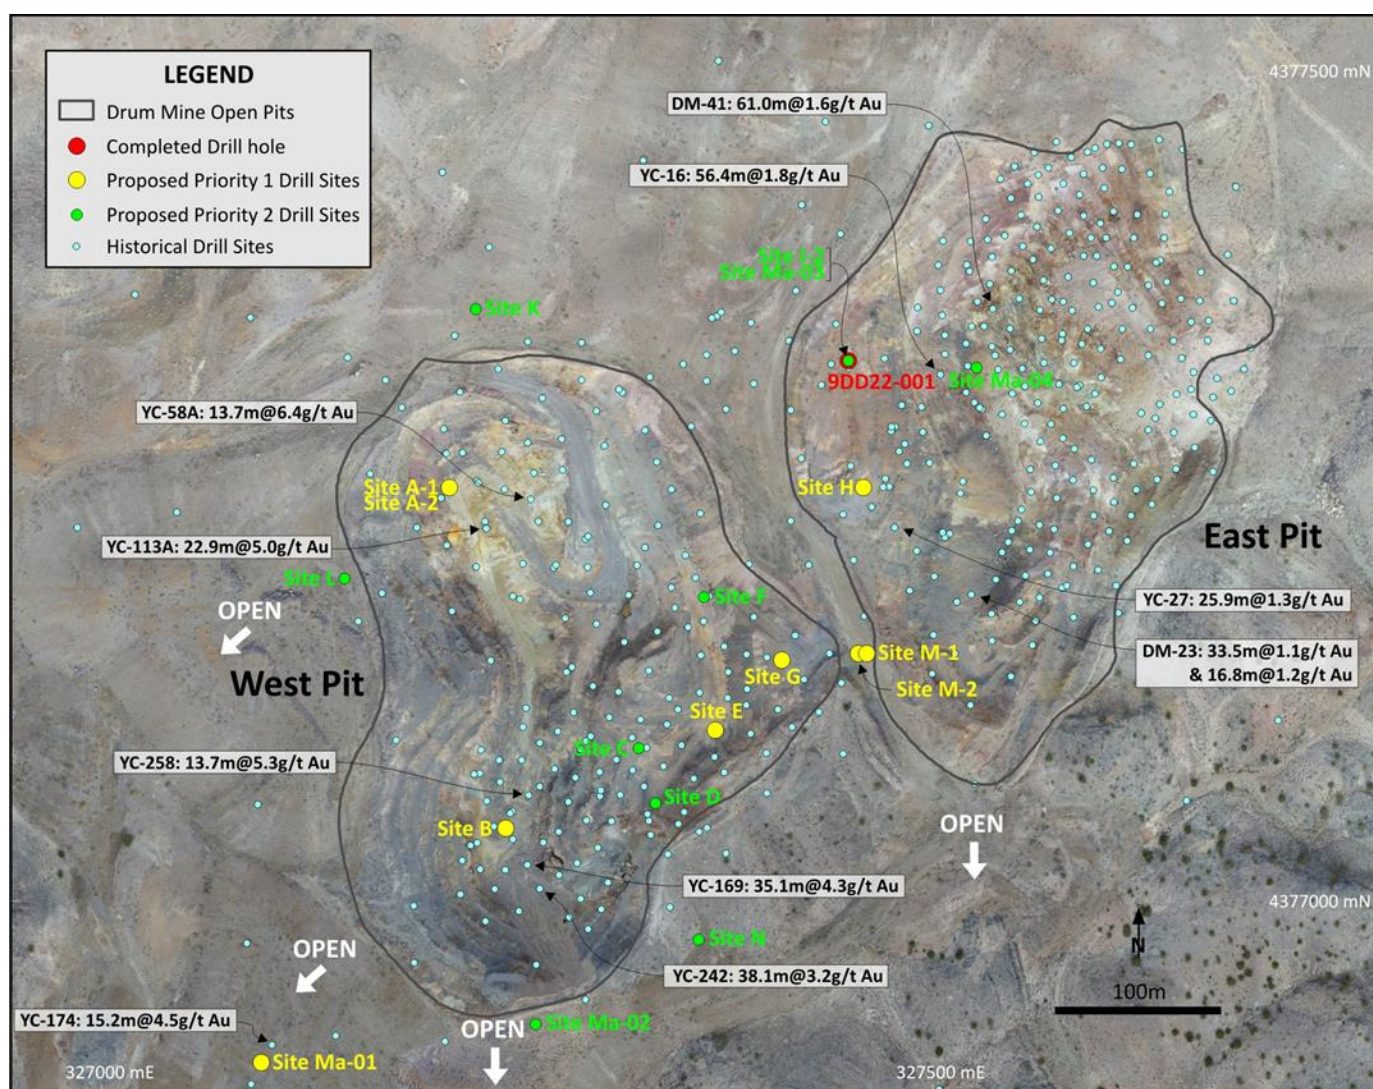 LEGEND
Drum Mine Open Pits
Completed Drill hole
Proposed Priority 1 Drill Sites
Proposed Priority 2 Drill Sites
Historical Drill Sites
4377500 mN
DM-41: 61.0m@1.6g/t Au
YC-16: 56.4m@1.8g/t Au
Site I-2
Site Ma-03
Site K
9DD22-001
Site Ma-04
YC-58A: 13.7m@6.4g/t Au
Site A-1
Site A-2
Site H
YC-113A: 22.9m@5.0g/t Au
East Pit
Site L
OPEN
Site F
YC-27: 25.9m@1.3g/t Au
West Pit
Site G
Site M-1
Site M-2
DM-23: 33.5m@1.1g/t Au
& 16.8m@1.2g/t Au
Site E
Site C
YC-258: 13.7m@5.3g/t Au
Site D
Site B
OPEN
YC-169: 35.1m@4.3g/t Au
4377000 mN
Site N
N
OPEN
YC-242: 38.1m@3.2g/t Au
100m
YC-174: 15.2m@4.5g/t Au
Site Ma-02
OPEN
Site Ma-01
327000 mE
327500 mE